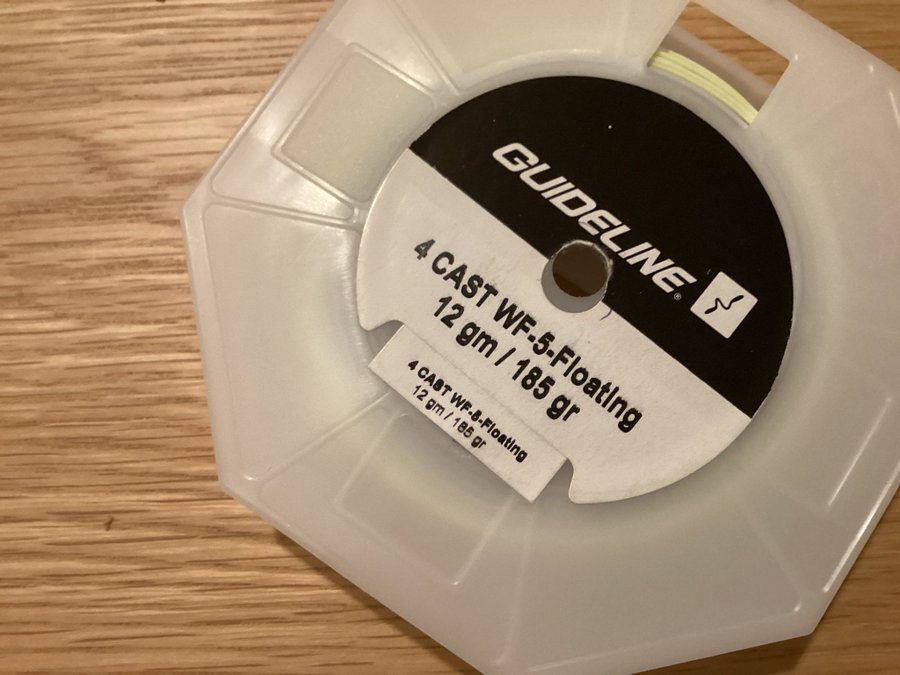 GUIDELINE®
4 CAST WF-5-Floating
12 gm / 185 gr
4 CAST WF-5-Floating
12 gm / 185 gr